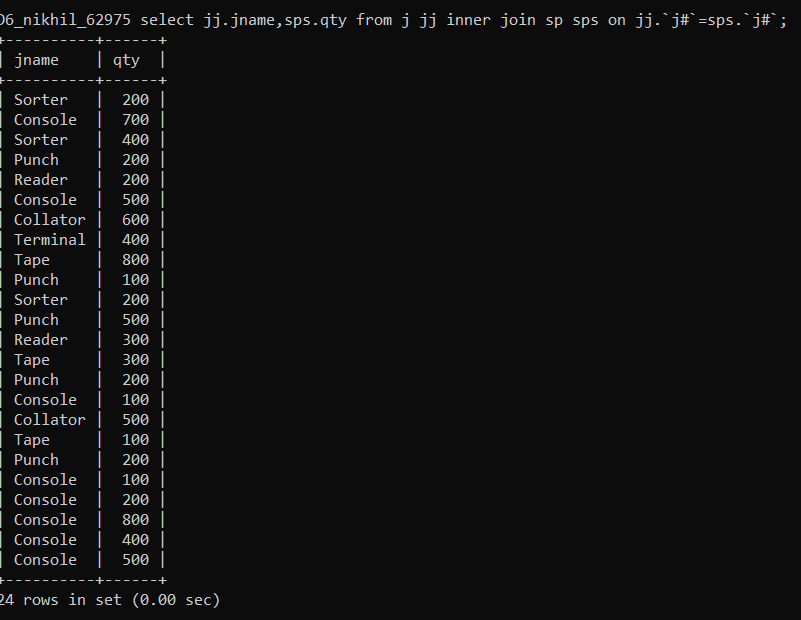 D6_nikhil_62975 select jj.jname,sps.qty from j jj inner join sp sps on jj.`j#`=sps.`j#`;
+----------+------+
| jname    | qty  |
+----------+------+
| Sorter   |  200 |
| Console  |  700 |
| Sorter   |  400 |
| Punch    |  200 |
| Reader   |  200 |
| Console  |  500 |
| Collator |  600 |
| Terminal |  400 |
| Tape     |  800 |
| Punch    |  100 |
| Sorter   |  200 |
| Punch    |  500 |
| Reader   |  300 |
| Tape     |  300 |
| Punch    |  200 |
| Console  |  100 |
| Collator |  500 |
| Tape     |  100 |
| Punch    |  200 |
| Console  |  100 |
| Console  |  200 |
| Console  |  800 |
| Console  |  400 |
| Console  |  500 |
+----------+------+
24 rows in set (0.00 sec)